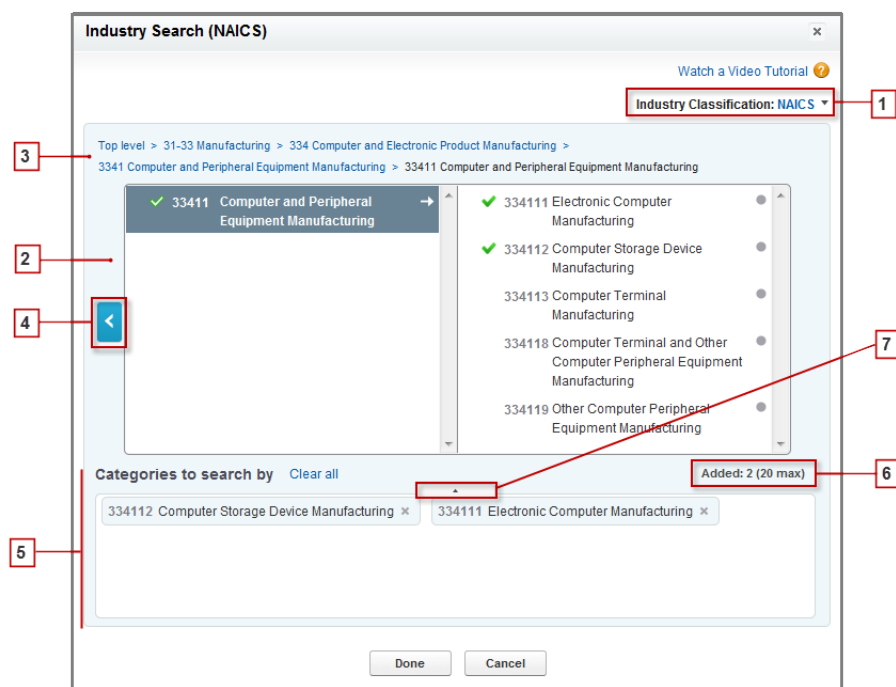 Industry Search (NAICS)
Watch a Video Tutorial ?
Industry Classification: NAICS
1
Top level > 31-33 Manufacturing > 334 Computer and Electronic Product Manufacturing >
3341 Computer and Peripheral Equipment Manufacturing > 33411 Computer and Peripheral Equipment Manufacturing
3
33411 Computer and Peripheral
Equipment Manufacturing
334111 Electronic Computer
Manufacturing
334112 Computer Storage Device
Manufacturing
334113 Computer Terminal
Manufacturing
334118 Computer Terminal and Other
Computer Peripheral Equipment
Manufacturing
334119 Other Computer Peripheral
Equipment Manufacturing
2
4
7
Categories to search by Clear all
Added: 2 (20 max)
6
334112 Computer Storage Device Manufacturing
334111 Electronic Computer Manufacturing
5
Done
Cancel